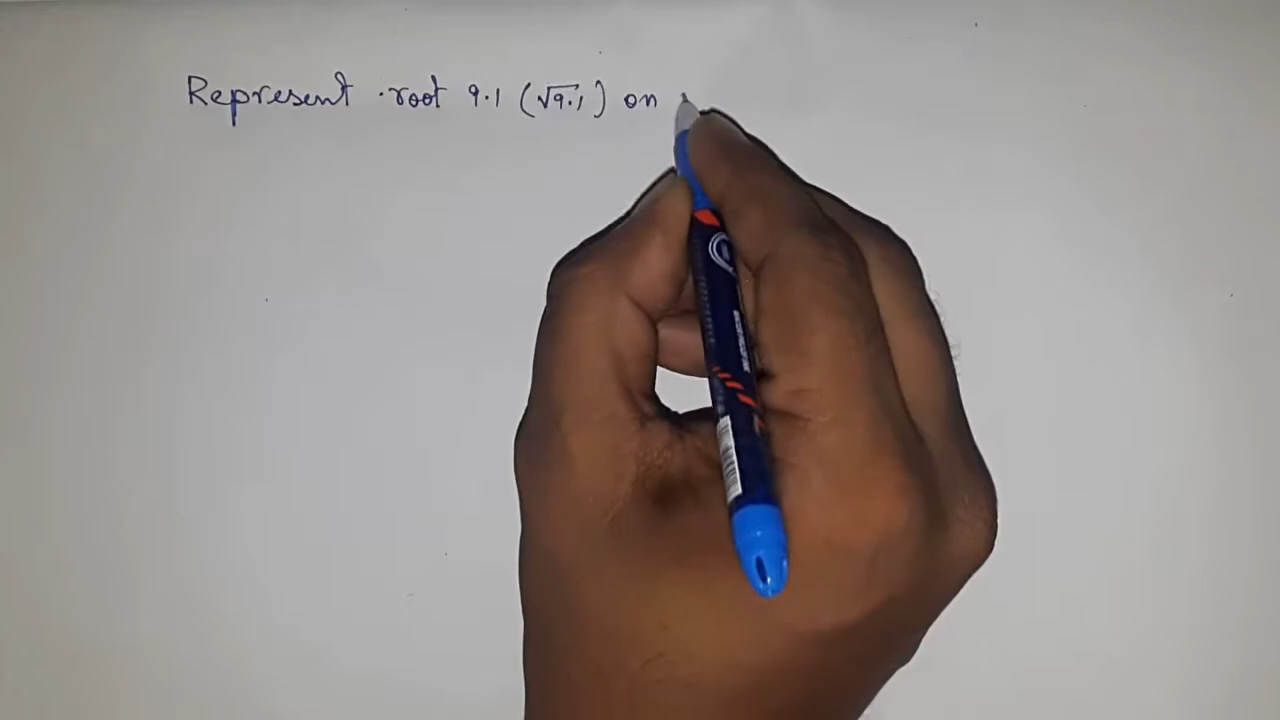 Represent root 9.1 (√9.1) on